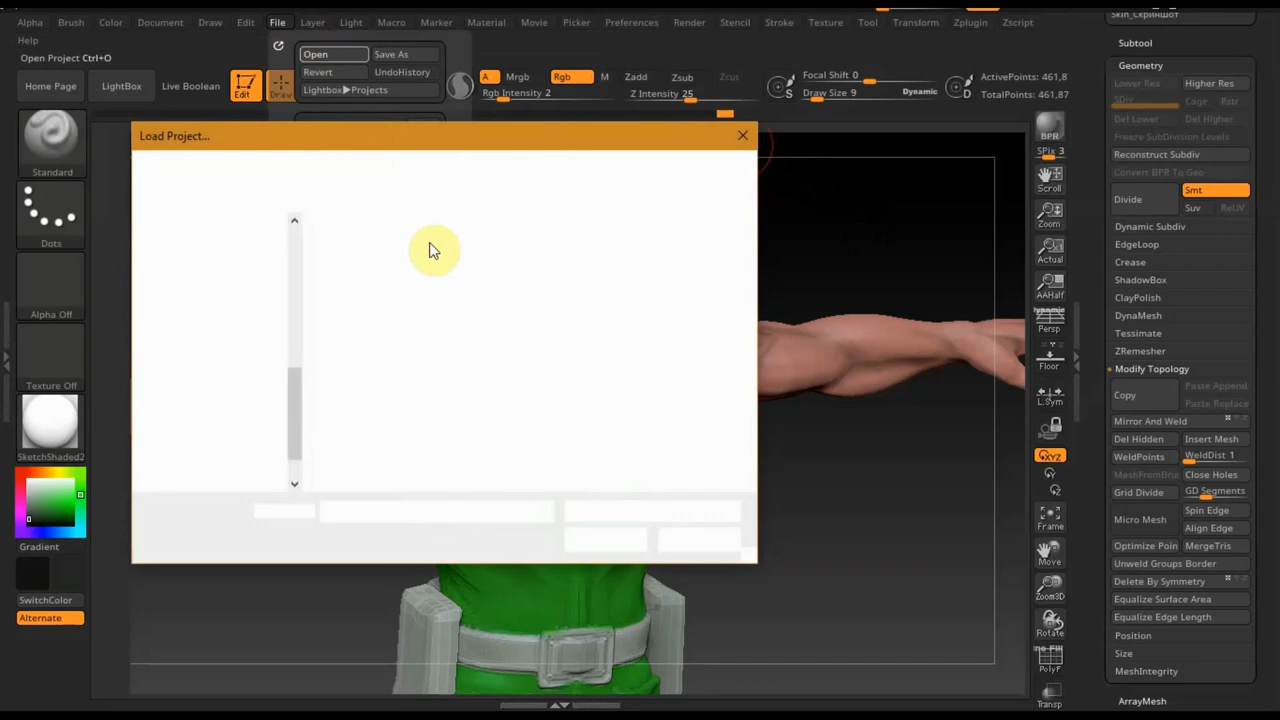 Alpha Brush Color Document Draw Edit File Layer Light Macro Marker Material Movie Picker Preferences Render Stencil Stroke Texture Tool Transform Zplugin Zscript
Help
Open Project Ctrl+O
Open Save As
Revert UndoHistory
Lightbox▶Projects
Home Page LightBox Live Boolean Edit Draw
A Mrgb Rgb M Zadd Zsub Zcut
Rgb Intensity 2 Z Intensity 25
S Focal Shift 0
Draw Size 9 Dynamic D
ActivePoints: 461,8
TotalPoints: 461,87
Load Project...
Standard
Dots
Alpha Off
Texture Off
SketchShaded2
Gradient
SwitchColor
Alternate
BPR
SPix 3
Scroll
Zoom
Actual
AAHalf
Dynamic
Persp
Floor
L.Sym
XYZ
Y
Z
Frame
Move
Zoom3D
Rotate
PolyF
Transp
Skin_Скриншот
Subtool
Geometry
Lower Res Higher Res
SDiv Cage Rstr
Del Lower Del Higher
Freeze SubDivision Levels
Reconstruct Subdiv
Convert BPR To Geo
Divide Smt
Suv ReUV
Dynamic Subdiv
EdgeLoop
Crease
ShadowBox
ClayPolish
DynaMesh
Tessimate
ZRemesher
Modify Topology
Copy Paste Append
Paste Replace
Mirror And Weld
Del Hidden Insert Mesh
WeldPoints WeldDist 1
MeshFromBru Close Holes
Grid Divide GD Segments
Micro Mesh Spin Edge
Align Edge
Optimize Poin MergeTris
Unweld Groups Border
Delete By Symmetry
Equalize Surface Area
Equalize Edge Length
Position
Size
MeshIntegrity
ArrayMesh